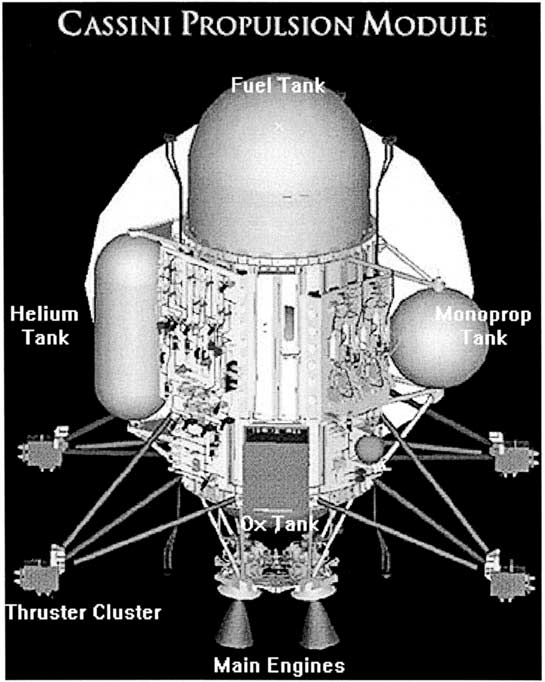 CASSINI PROPULSION MODULE
Fuel Tank
Helium
Tank
Monoprop
Tank
Ox Tank
Thruster Cluster
Main Engines